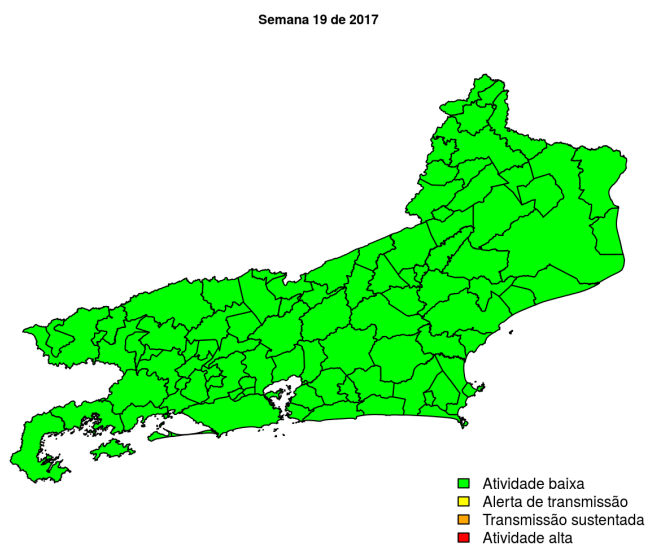 Semana 19 de 2017
Atividade baixa
Alerta de transmissão
Transmissão sustentada
Atividade alta